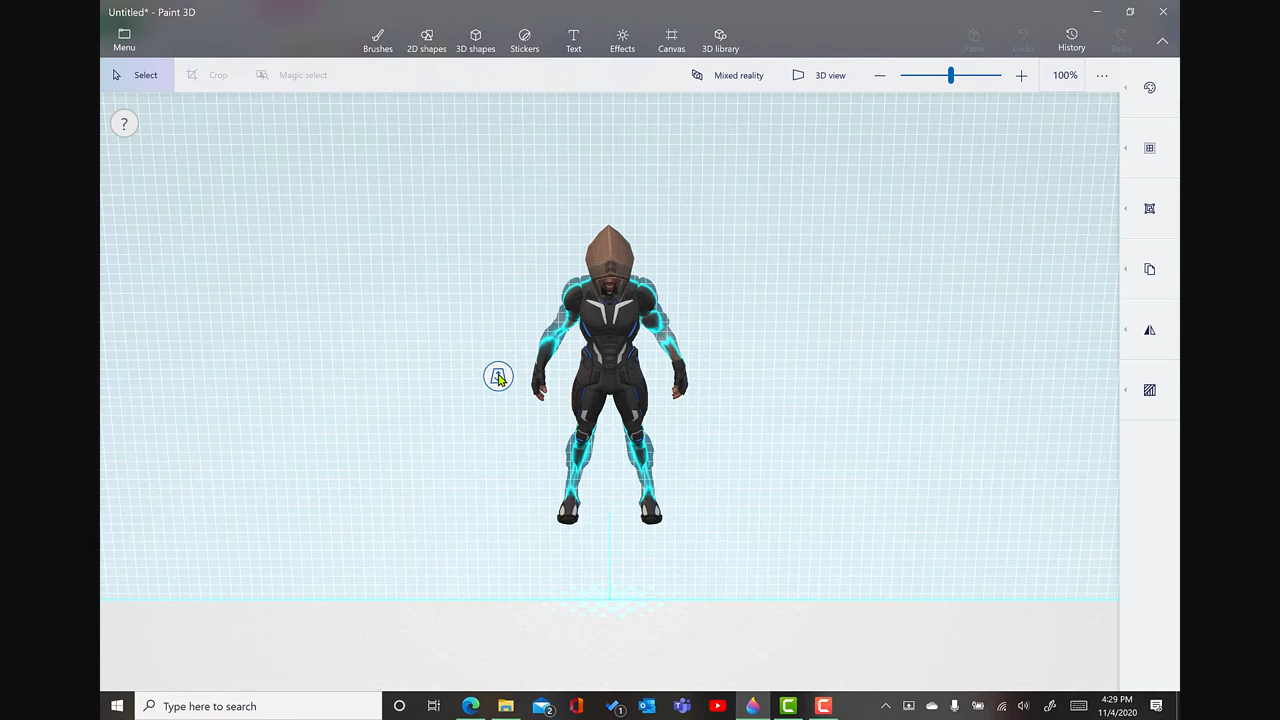 Untitled* - Paint 3D
Menu
Brushes
2D shapes
3D shapes
Stickers
Text
Effects
Canvas
3D library
Paste
Undo
History
Redo
Select
Crop
Magic select
Mixed reality
3D view
100%
?
Type here to search
2
1
4:29 PM
11/4/2020